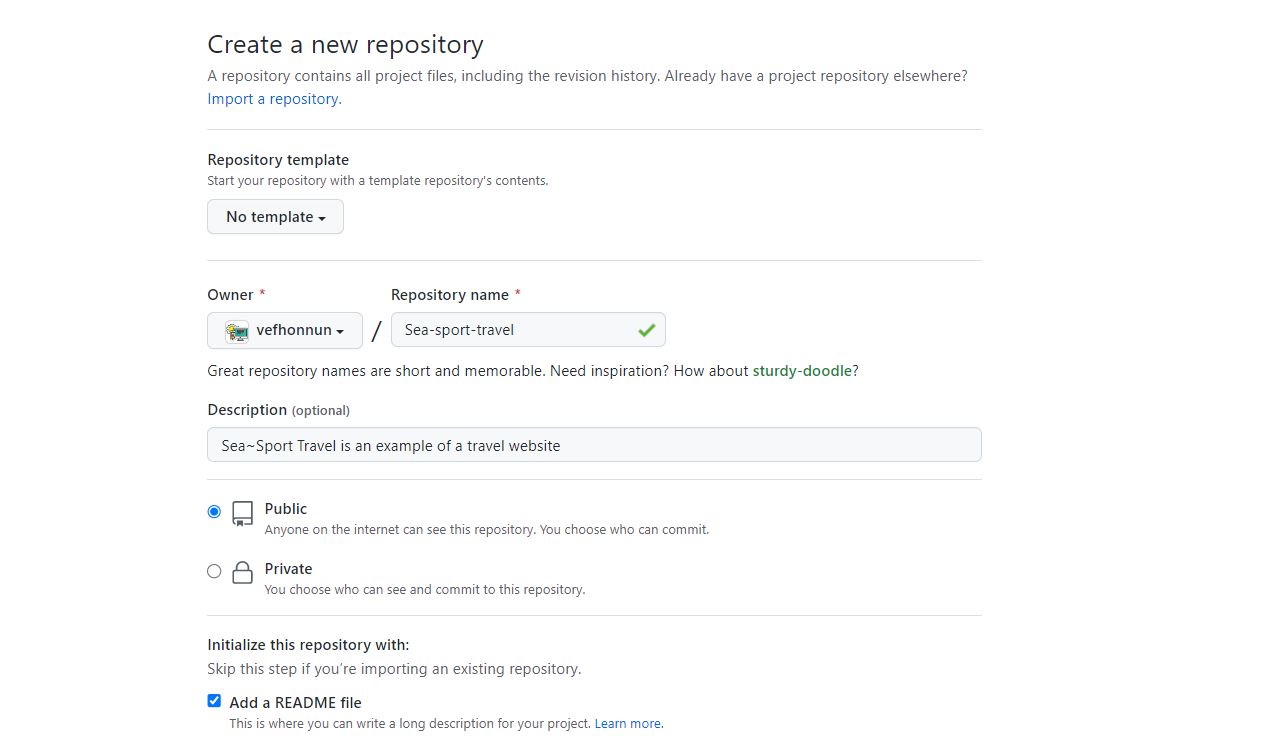 Create a new repository
A repository contains all project files, including the revision history. Already have a project repository elsewhere?
Import a repository.
Repository template
Start your repository with a template repository's contents.
No template
Owner *
Repository name *
vefhonnun / Sea-sport-travel
Great repository names are short and memorable. Need inspiration? How about sturdy-doodle?
Description (optional)
Sea~Sport Travel is an example of a travel website
Public
Anyone on the internet can see this repository. You choose who can commit.
Private
You choose who can see and commit to this repository.
Initialize this repository with:
Skip this step if you’re importing an existing repository.
Add a README file
This is where you can write a long description for your project. Learn more.